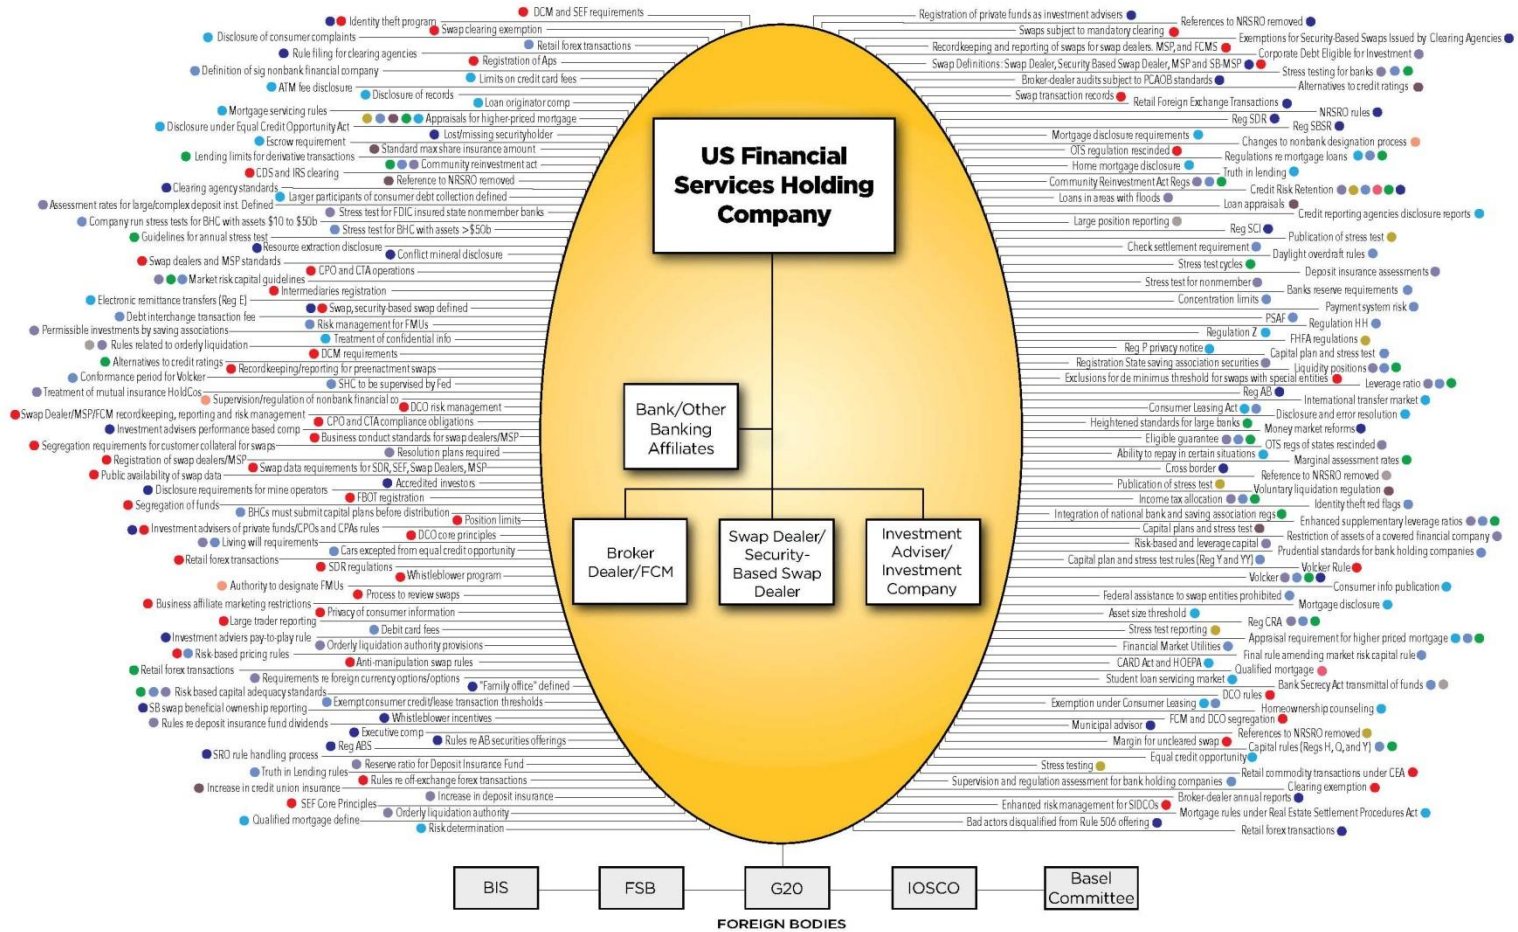 DCM and SEF requirements
Identity theft program
Swap clearing exemption
Disclosure of consumer complaints
Retail forex transactions
Rule filing for clearing agencies
Registration of Aps
Definition of sig nonbank financial company
Limits on credit card fees
ATM fee disclosure
Disclosure of records
Loan originator comp
Mortgage servicing rules
Appraisals for higher-priced mortgage
Disclosure under Equal Credit Opportunity Act
Lost/missing securityholder
Escrow requirement
Standard max share insurance amount
Lending limits for derivative transactions
Community reinvestment act
CDS and IRS clearing
Reference to NRSRO removed
Clearing agency standards
Larger participants of consumer debt collection defined
Assessment rates for large/complex deposit inst. Defined
Stress test for FDIC insured state nonmember banks
Company run stress tests for BHC with assets $10 to $50b
Stress test for BHC with assets >$50b
Guidelines for annual stress test
Resource extraction disclosure
Conflict mineral disclosure
Swap dealers and MSP standards
CPO and CTA operations
Market risk capital guidelines
Intermediaries registration
Electronic remittance transfers (Reg E)
Swap, security-based swap defined
Debt interchange transaction fee
Risk management for FMUs
Permissible investments by saving associations
Treatment of confidential info
Rules related to orderly liquidation
DCM requirements
Alternatives to credit ratings
Recordkeeping/reporting for preenactment swaps
Conformance period for Volcker
SHC to be supervised by Fed
Treatment of mutual insurance HoldCos
Supervision/regulation of nonbank financial co
DCO risk management
Swap Dealer/MSP/FCM recordkeeping, reporting and risk management
CPO and CTA compliance obligations
Investment advisers performance based comp
Business conduct standards for swap dealers/MSP
Segregation requirements for customer collateral for swaps
Resolution plans required
Registration of swap dealers/MSP
Swap data requirements for SDR, SEF, Swap Dealers, MSP
Public availability of swap data
Accredited investors
Disclosure requirements for mine operators
FBOT registration
Segregation of funds
BHCs must submit capital plans before distribution
Position limits
Investment advisers of private funds/CPOs and CPAs rules
DCO core principles
Living will requirements
Cars excepted from equal credit opportunity
Retail forex transactions
SDR regulations
Whistleblower program
Authority to designate FMUs
Process to review swaps
Business affiliate marketing restrictions
Privacy of consumer information
Large trader reporting
Debit card fees
Investment adviers pay-to-play rule
Orderly liquidation authority provisions
Risk-based pricing rules
Anti-manipulation swap rules
Retail forex transactions
Requirements re foreign currency options/options
"Family office" defined
Risk based capital adequacy standards
Exempt consumer credit/lease transaction thresholds
SB swap beneficial ownership reporting
Whistleblower incentives
Rules re deposit insurance fund dividends
Executive comp
Rules re AB securities offerings
Reg ABS
SRO rule handling process
Reserve ratio for Deposit Insurance Fund
Truth in Lending rules
Rules re off-exchange forex transactions
Increase in credit union insurance
Increase in deposit insurance
SEF Core Principles
Orderly liquidation authority
Qualified mortgage define
Risk determination
US Financial
Services Holding
Company
Bank/Other
Banking
Affiliates
Broker
Dealer/FCM
Swap Dealer/
Security-
Based Swap
Dealer
Investment
Adviser/
Investment
Company
Registration of private funds as investment advisers
References to NRSRO removed
Swaps subject to mandatory clearing
Exemptions for Security-Based Swaps Issued by Clearing Agencies
Recordkeeping and reporting of swaps for swap dealers. MSP, and FCMS
Corporate Debt Eligible for Investment
Swap Definitions: Swap Dealer, Security Based Swap Dealer, MSP and SB-MSP
Stress testing for banks
Broker-dealer audits subject to PCAOB standards
Alternatives to credit ratings
Swap transaction records
Retail Foreign Exchange Transactions
NRSRO rules
Reg SDR
Reg SBSR
Mortgage disclosure requirements
Changes to nonbank designation process
OTS regulation rescinded
Regulations re mortgage loans
Home mortgage disclosure
Truth in lending
Community Reinvestment Act Regs
Credit Risk Retention
Loans in areas with floods
Loan appraisals
Credit reporting agencies disclosure reports
Large position reporting
Reg SCI
Publication of stress test
Check settlement requirement
Daylight overdraft rules
Stress test cycles
Deposit insurance assessments
Stress test for nonmember
Banks reserve requirements
Concentration limits
Payment system risk
PSAF
Regulation HH
Regulation Z
FHFA regulations
Reg P privacy notice
Capital plan and stress test
Registration State saving association securities
Liquidity positions
Exclusions for de minimus threshold for swaps with special entities
Leverage ratio
Reg AB
International transfer market
Consumer Leasing Act
Disclosure and error resolution
Heightened standards for large banks
Money market reforms
Eligible guarantee
OTS regs of states rescinded
Ability to repay in certain situations
Marginal assessment rates
Cross border
Reference to NRSRO removed
Publication of stress test
Voluntary liquidation regulation
Income tax allocation
Identify theft red flags
Integration of national bank and saving association regs
Enhanced supplementary leverage ratios
Capital plans and stress test
Restriction of assets of a covered financial company
Risk-based and leverage capital
Prudential standards for bank holding companies
Capital plan and stress test rules (Reg Y and YY)
Volcker Rule
Volcker
Consumer info publication
Federal assistance to swap entities prohibited
Mortgage disclosure
Asset size threshold
Reg CRA
Stress test reporting
Appraisal requirement for higher priced mortgage
Financial Market Utilities
Final rule amending market risk capital rule
CARD Act and HOEPA
Qualified mortgage
Student loan servicing market
Bank Secrecy Act transmittal of funds
DCO rules
Exemption under Consumer Leasing
Homeownership counseling
FCM and DCO segregation
Municipal advisor
References to NRSRO removed
Margin for uncleared swap
Capital rules (Regs H, Q, and Y)
Equal credit opportunity
Stress testing
Retail commodity transactions under CEA
Supervision and regulation assessment for bank holding companies
Clearing exemption
Broker-dealer annual reports
Enhanced risk management for SIDCOs
Mortgage rules under Real Estate Settlement Procedures Act
Bad actors disqualified from Rule 506 offering
Retail forex transactions
BIS
FSB
G20
IOSCO
Basel
Committee
FOREIGN BODIES